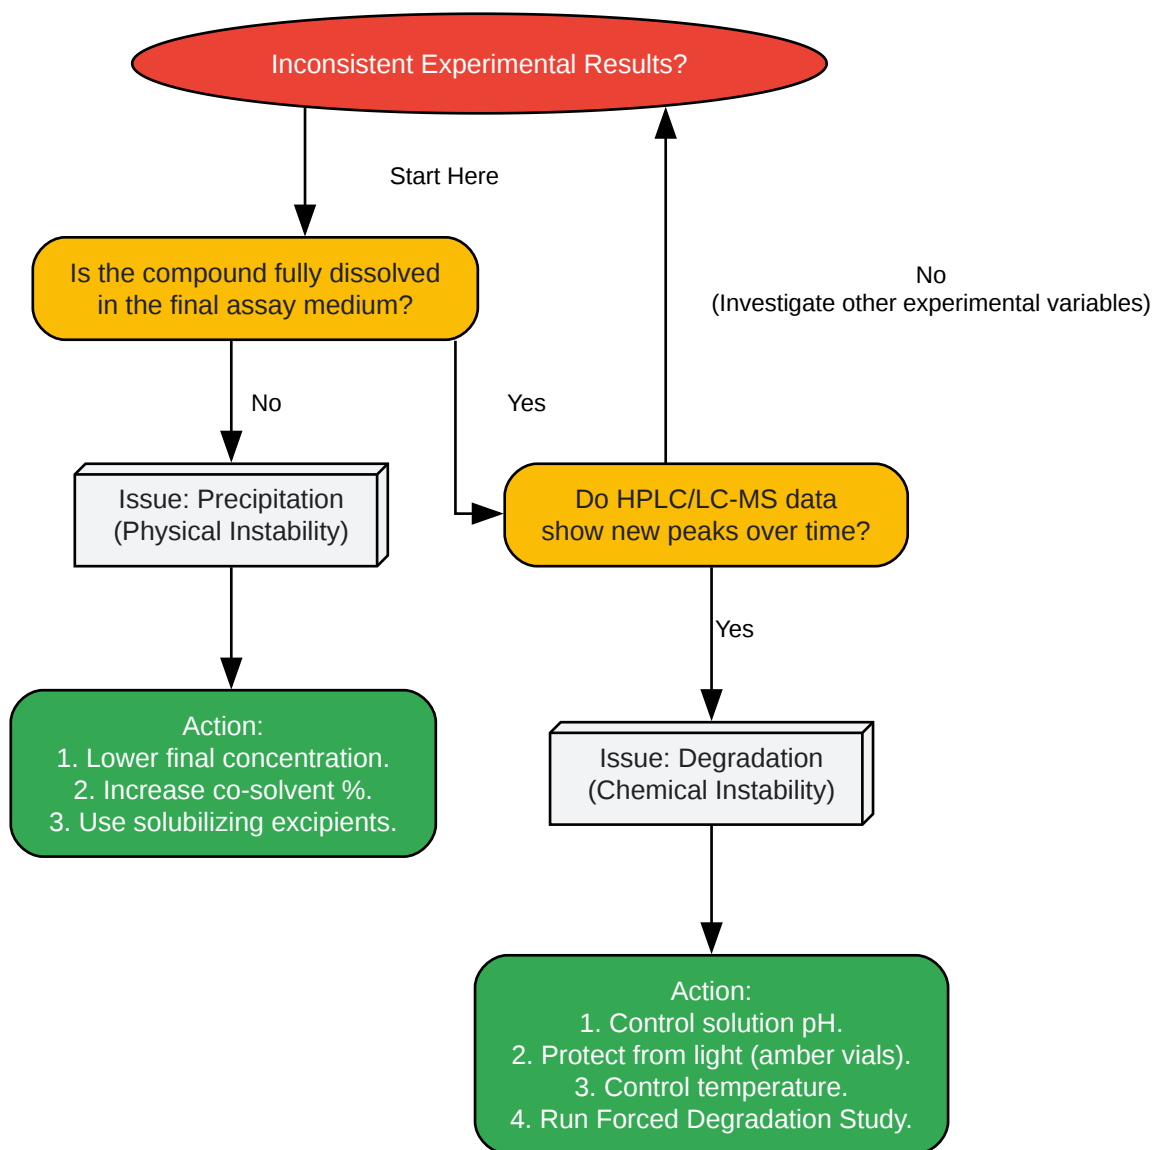 Inconsistent Experimental Results?
Start Here
Is the compound fully dissolved
in the final assay medium?
No
(Investigate other experimental variables)
No
Yes
Issue: Precipitation
(Physical Instability)
Do HPLC/LC-MS data
show new peaks over time?
Yes
Action:
1. Lower final concentration.
2. Increase co-solvent %.
3. Use solubilizing excipients.
Issue: Degradation
(Chemical Instability)
Action:
1. Control solution pH.
2. Protect from light (amber vials).
3. Control temperature.
4. Run Forced Degradation Study.